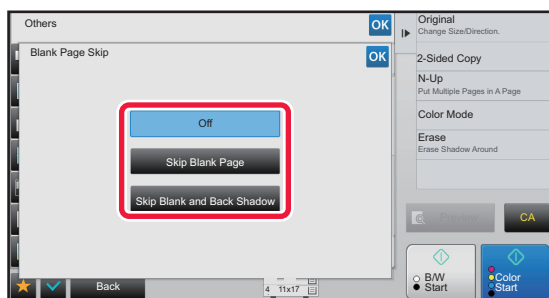 Others
OK
Blank Page Skip
OK
Off
Skip Blank Page
Skip Blank and Back Shadow
Back
4 11x17
Original
Change Size/Direction.
2-Sided Copy
N-Up
Put Multiple Pages in A Page
Color Mode
Erase
Erase Shadow Around
Preview
CA
B/W
Start
Color
Start